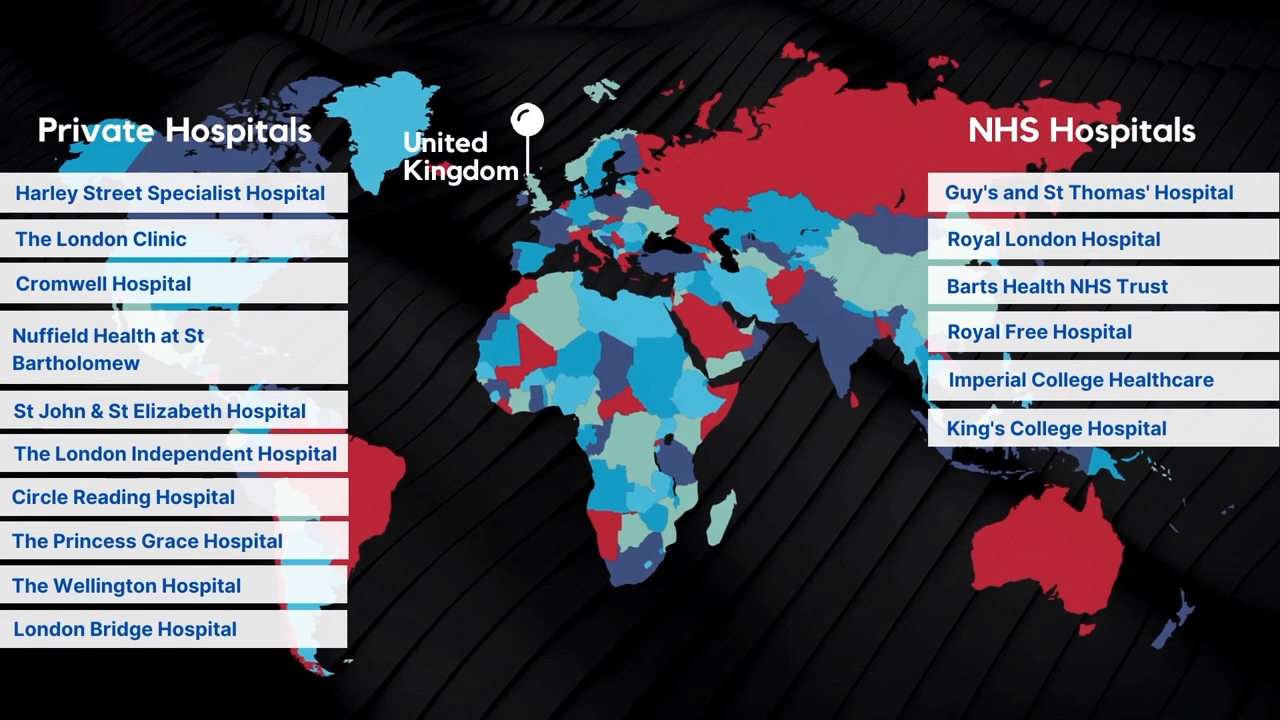 Private Hospitals
Harley Street Specialist Hospital
The London Clinic
Cromwell Hospital
Nuffield Health at St
Bartholomew
St John & St Elizabeth Hospital
The London Independent Hospital
Circle Reading Hospital
The Princess Grace Hospital
The Wellington Hospital
London Bridge Hospital
United
Kingdom
NHS Hospitals
Guy's and St Thomas' Hospital
Royal London Hospital
Barts Health NHS Trust
Royal Free Hospital
Imperial College Healthcare
King's College Hospital